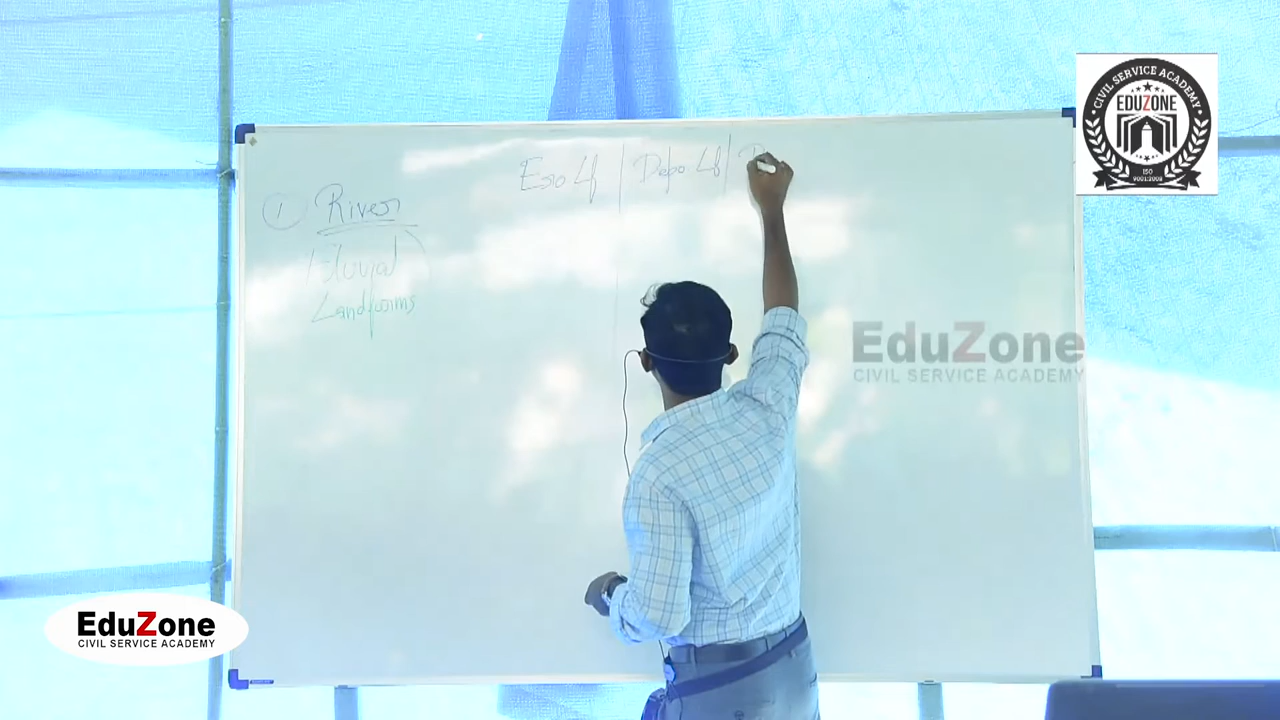 Ero Lf | Depo Lf |
① River
(Fluvial)
Landforms
CIVIL SERVICE ACADEMY
EDUZONE
ISO
9001:2008
EduZone
CIVIL SERVICE ACADEMY
EduZone
CIVIL SERVICE ACADEMY